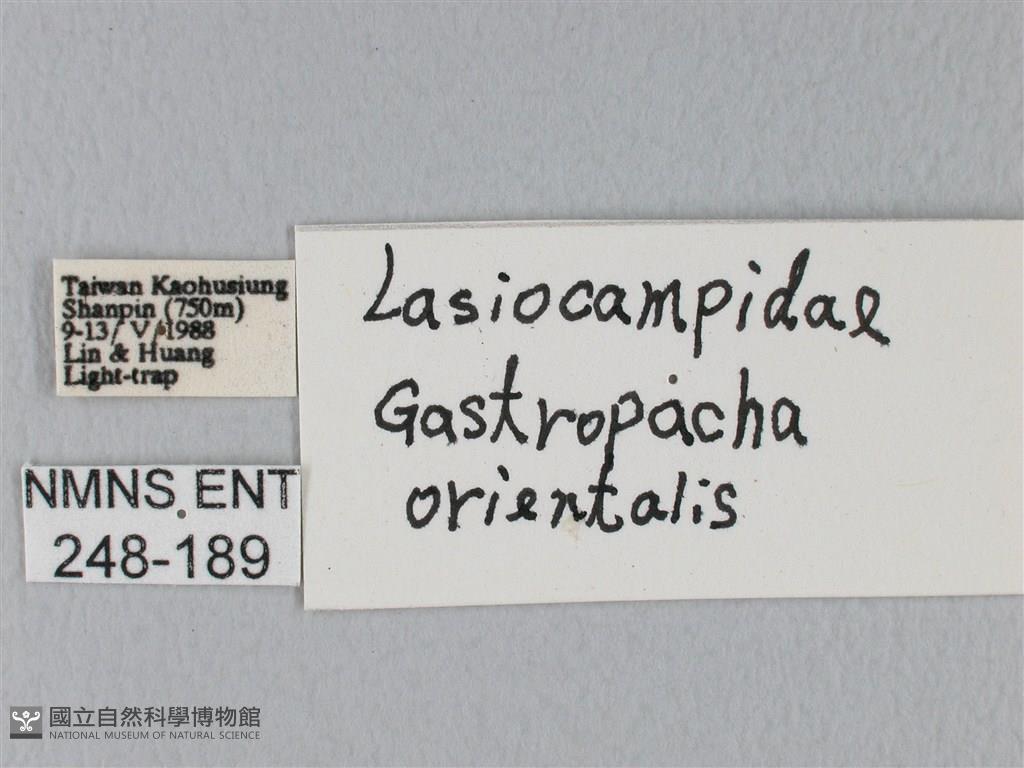 Taiwan Kaohusiung
Shanpin (750m)
9-13/ V/1988
Lin & Huang
Light-trap
NMNS ENT
248-189
Lasiocampidae
Gastropacha
orientalis
國立自然科學博物館
NATIONAL MUSEUM OF NATURAL SCIENCE